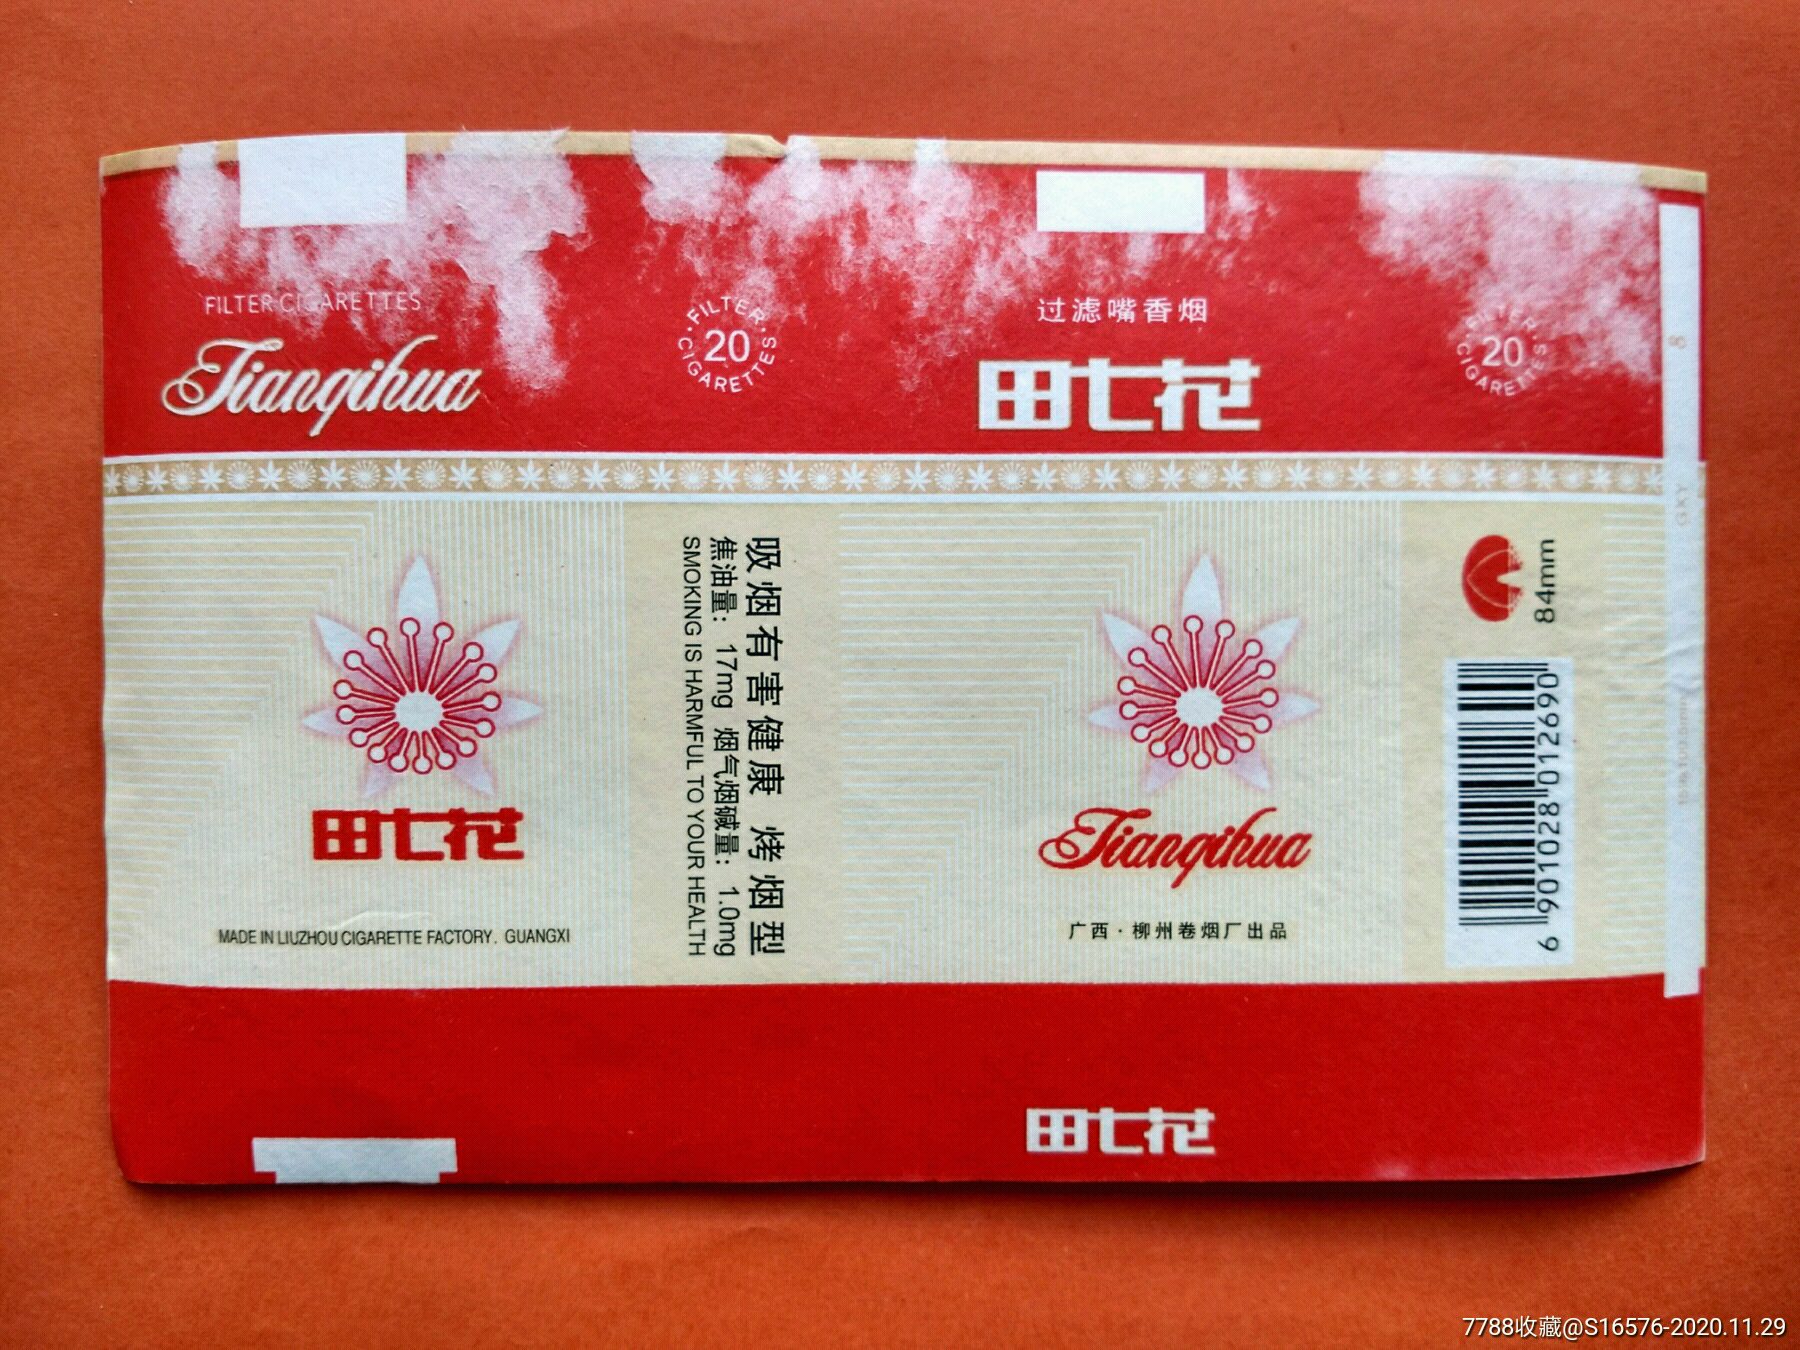 FILTER CIGARETTES
Tianqihua
FILTER CIGARETTES
20
过滤嘴香烟
田七花
FILTER CIGARETTES
20
8
GXY
田七花
MADE IN LIUZHOU CIGARETTE FACTORY. GUANGXI
吸烟有害健康 烤烟型
焦油量：17mg 烟气烟碱量：1.0mg
SMOKING IS HARMFUL TO YOUR HEALTH
Tianqihua
广西·柳州卷烟厂出品
84mm
6 901028 012690
田七花
7788收藏@S16576-2020.11.29